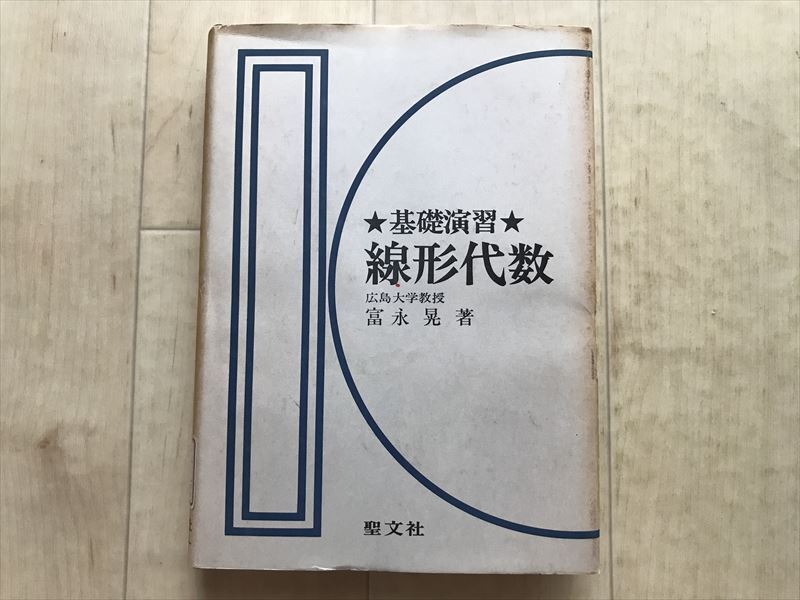 ★基礎演習★
線形代数
広島大学教授
富永晃著
聖文社